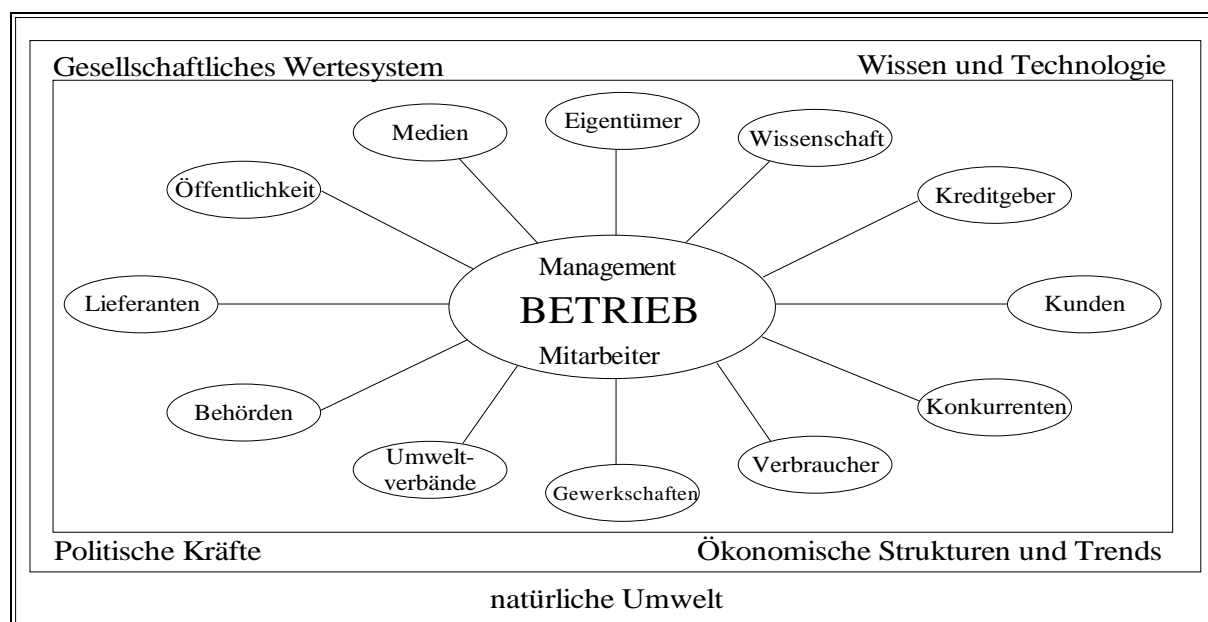 Gesellschaftliches Wertesystem
Wissen und Technologie
Medien
Eigentümer
Wissenschaft
Öffentlichkeit
Kreditgeber
Management
Lieferanten
BETRIEB
Kunden
Mitarbeiter
Behörden
Konkurrenten
Umwelt-
verbände
Gewerkschaften
Verbraucher
Politische Kräfte
Ökonomische Strukturen und Trends
natürliche Umwelt